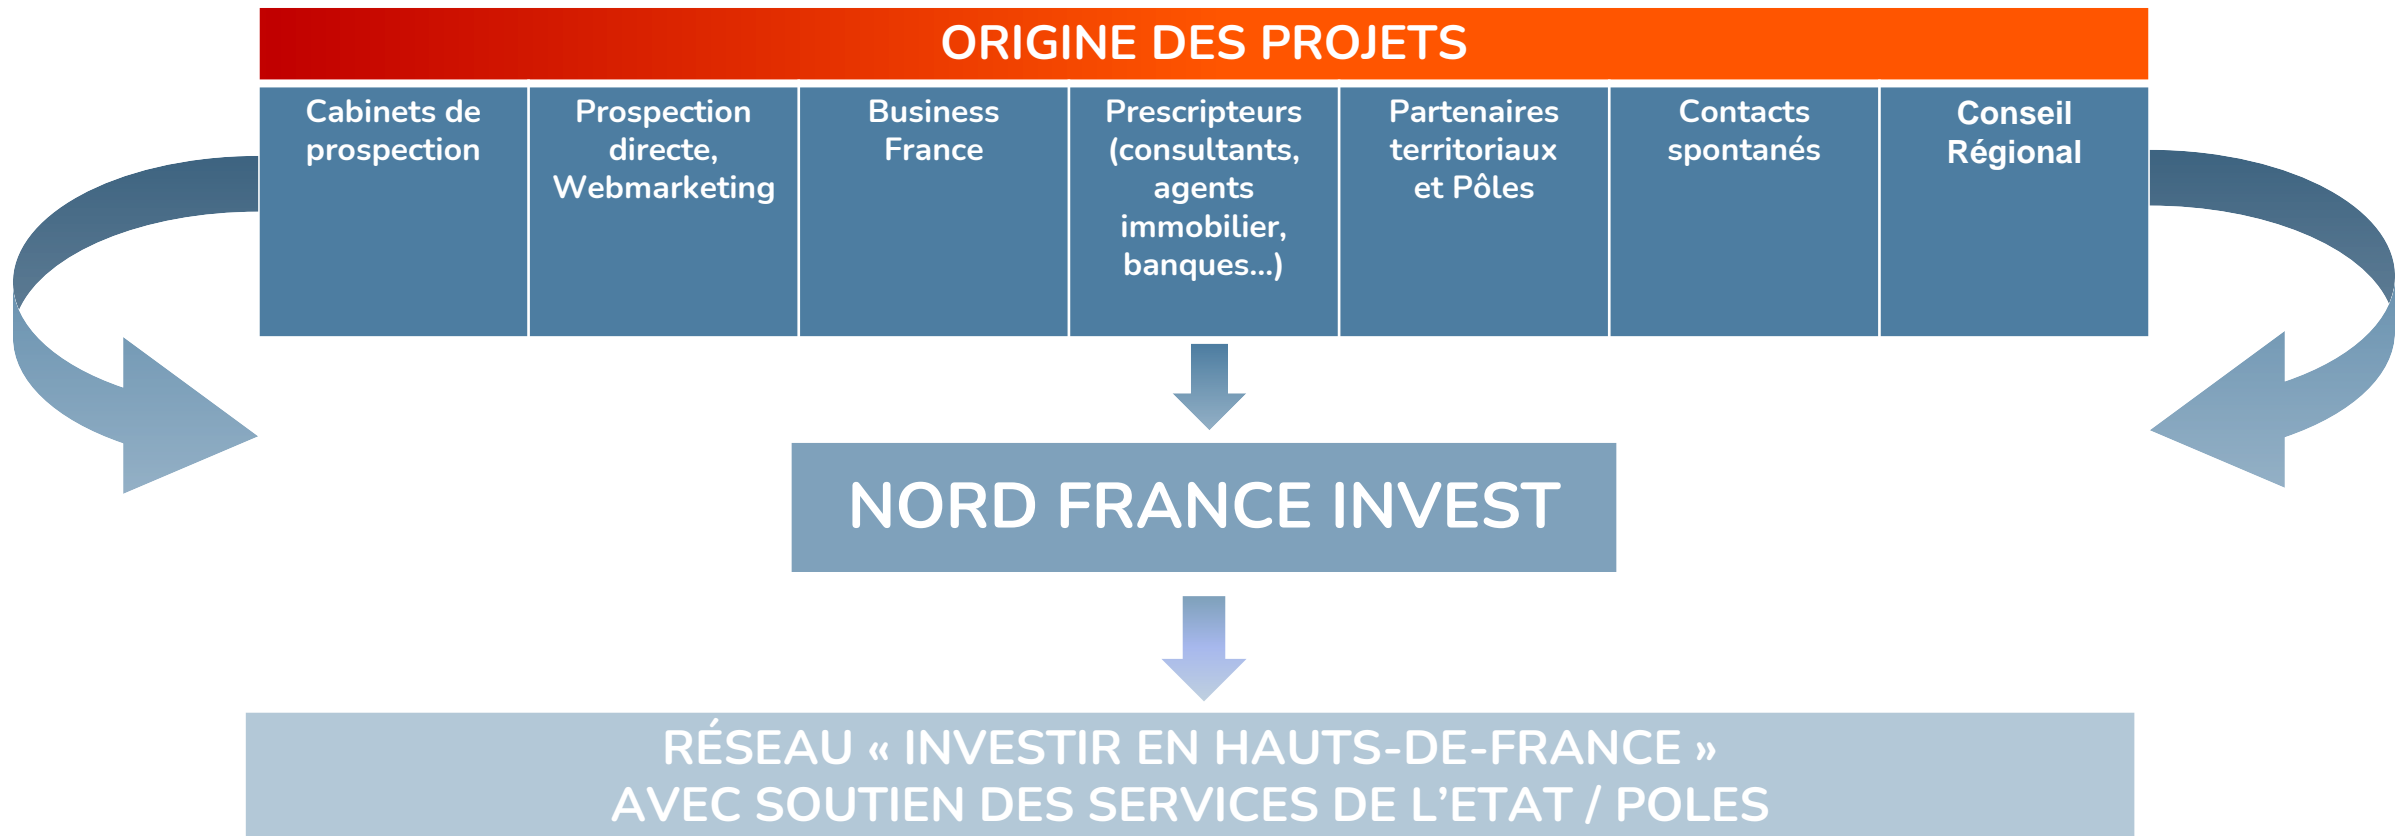 ORIGINE DES PROJETS
Cabinets de
prospection
Prospection
directe,
Webmarketing
Business
France
Prescripteurs
(consultants,
agents
immobilier,
banques...)
Partenaires
territoriaux
et Pôles
Contacts
spontanés
Conseil
Régional
NORD FRANCE INVEST
RÉSEAU « INVESTIR EN HAUTS-DE-FRANCE »
AVEC SOUTIEN DES SERVICES DE L’ETAT / POLES